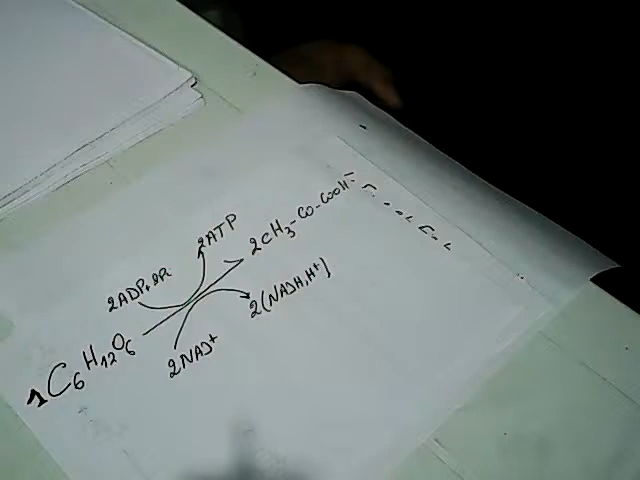 2ATP
2CH3-CO-COOH
2ADP+2Pi
2(NADH,H+)
1C6H12O6
2NAD+